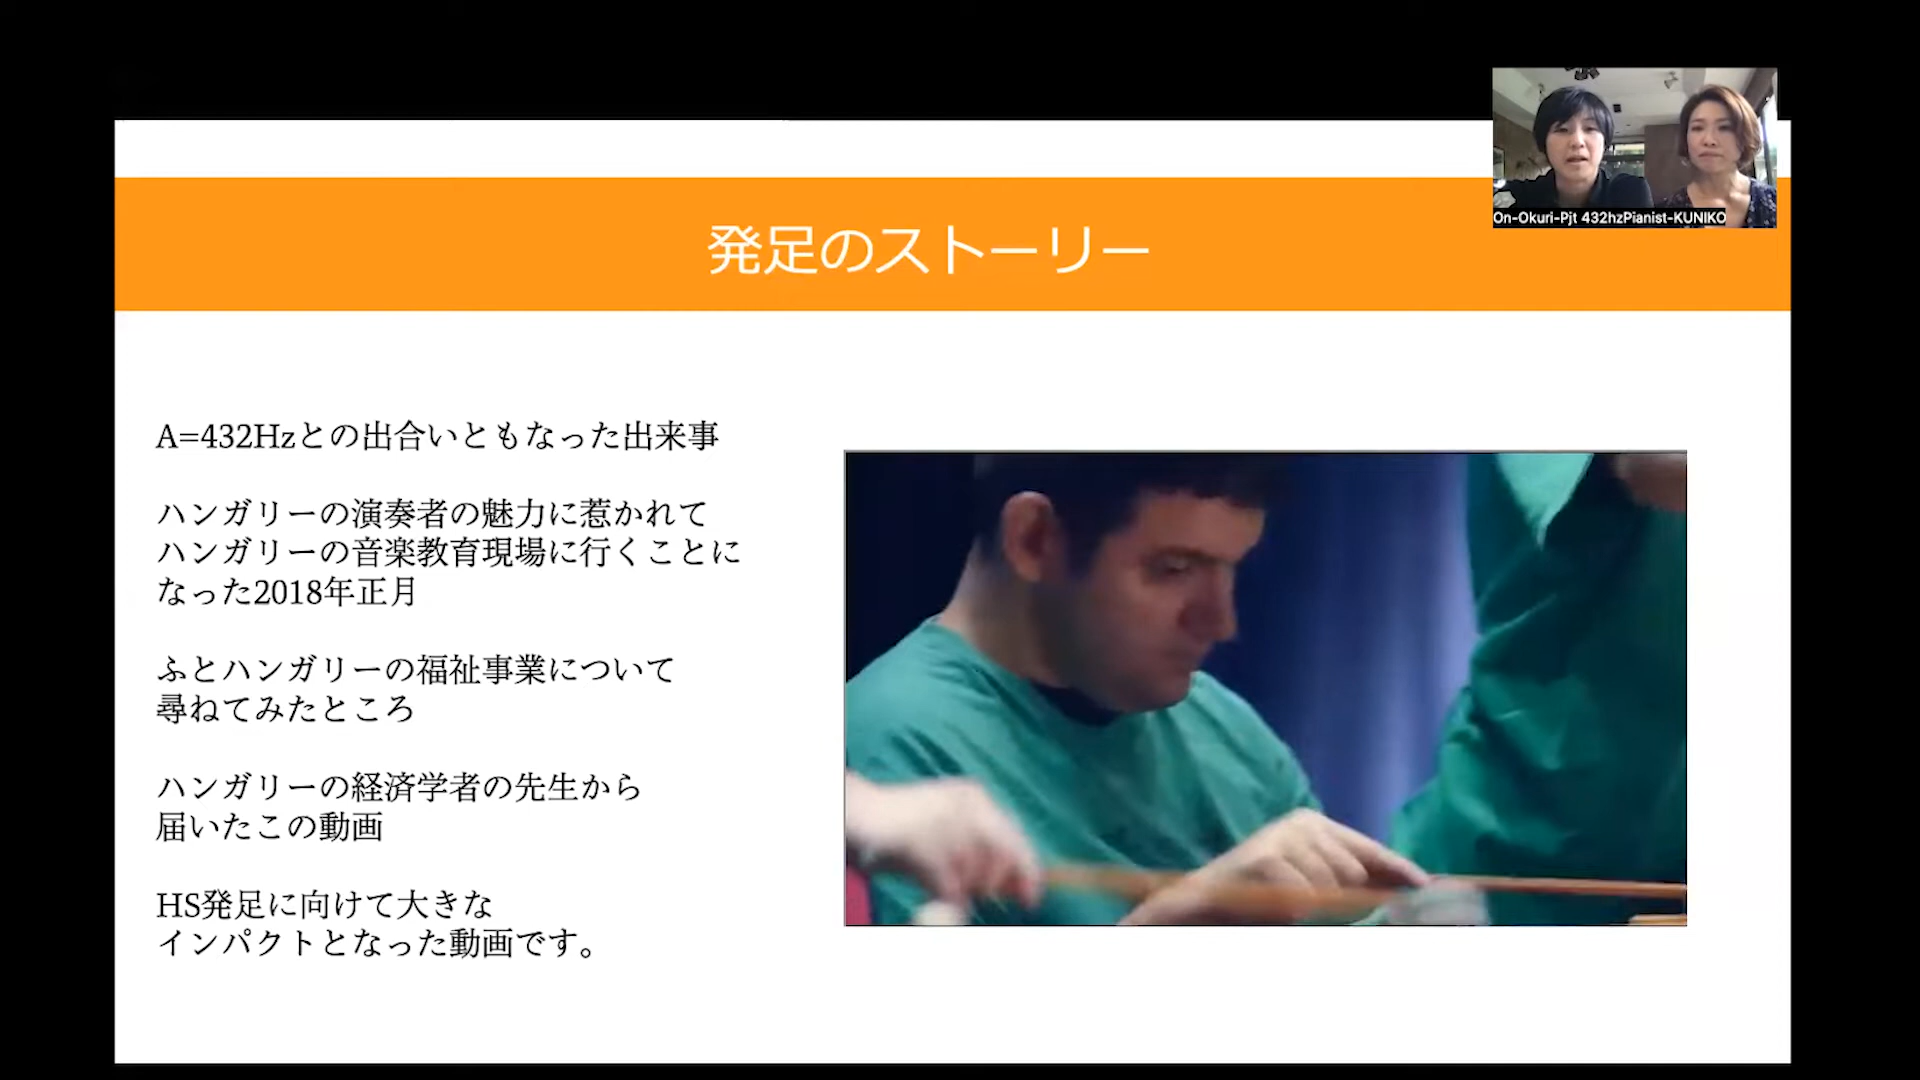 On-Okuri-Pjt 432hzPianist-KUNIKO
発足のストーリー
A=432Hzとの出合いともなった出来事
ハンガリーの演奏者の魅力に惹かれて
ハンガリーの音楽教育現場に行くことに
なった2018年正月
ふとハンガリーの福祉事業について
尋ねてみたところ
ハンガリーの経済学者の先生から
届いたこの動画
HS発足に向けて大きな
インパクトとなった動画です。